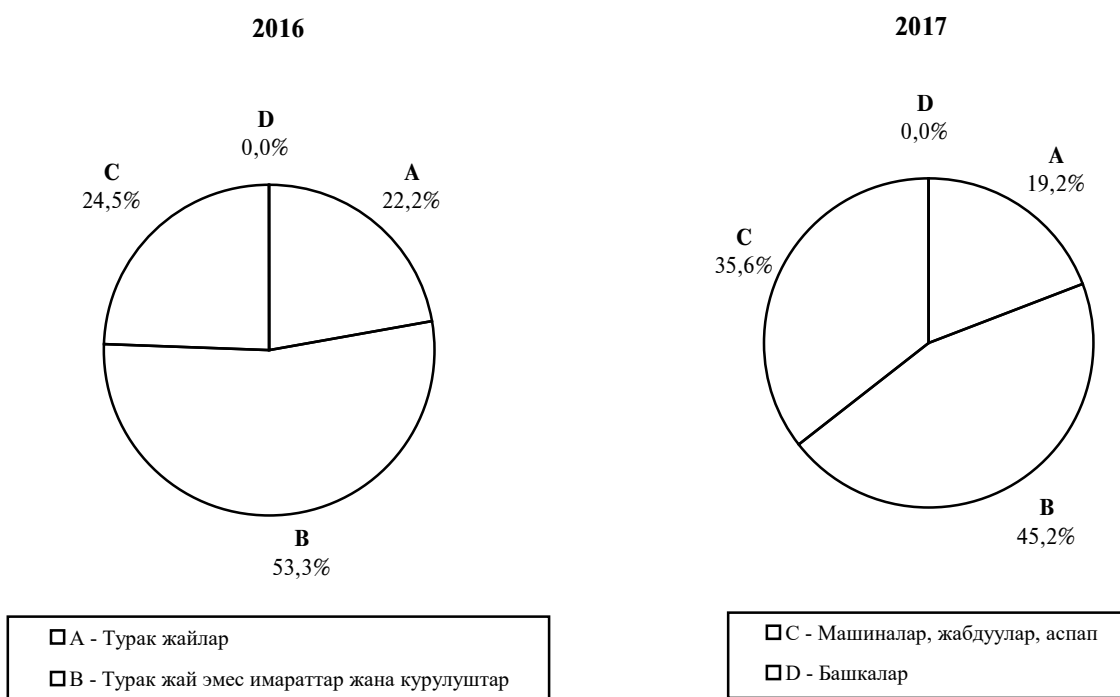 2016
D
0,0%
C
24,5%
A
22,2%
B
53,3%
2017
D
0,0%
A
19,2%
C
35,6%
B
45,2%
A - Турак жайлар
B - Турак жай эмес имараттар жана курулуштар
C - Машиналар, жабдуулар, аспап
D - Башкалар